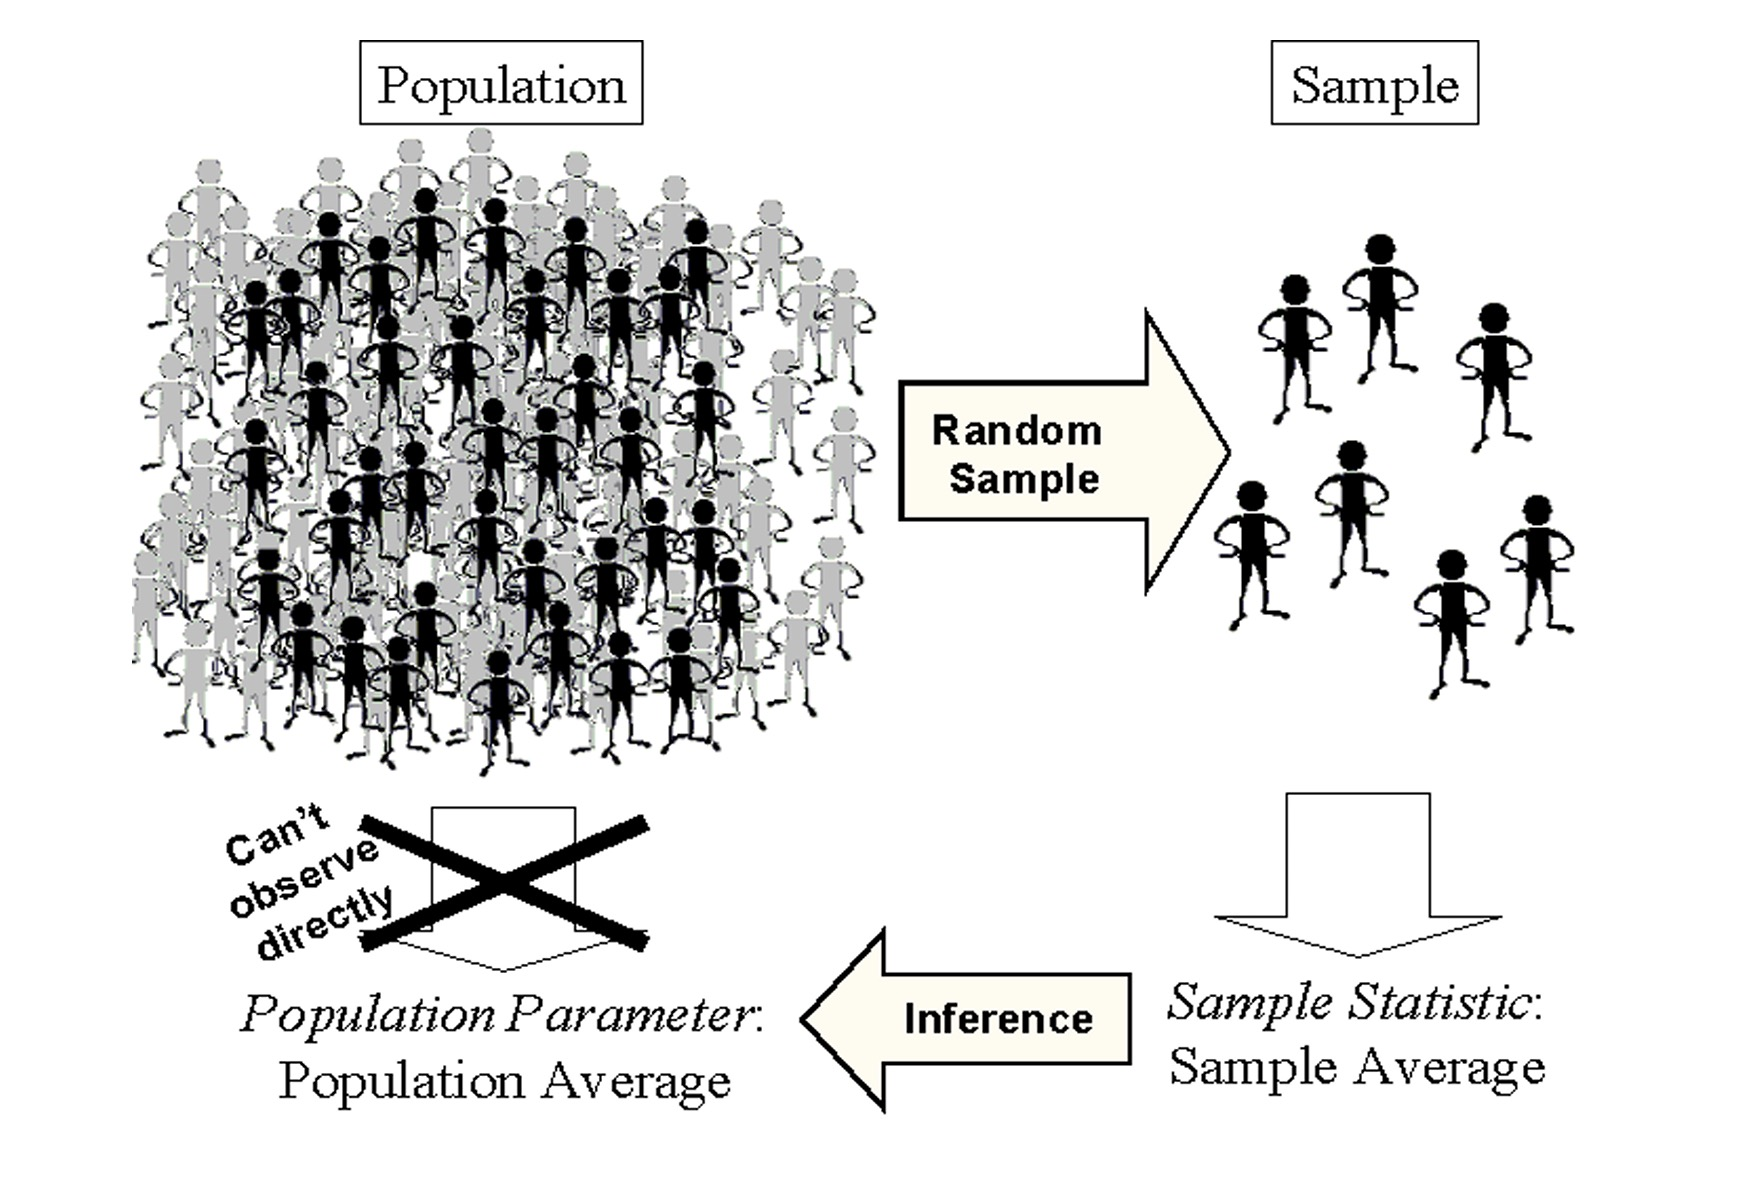 Population
Sample
Random
Sample
Can't
observe
directly
Population Parameter:
Population Average
Inference
Sample Statistic:
Sample Average